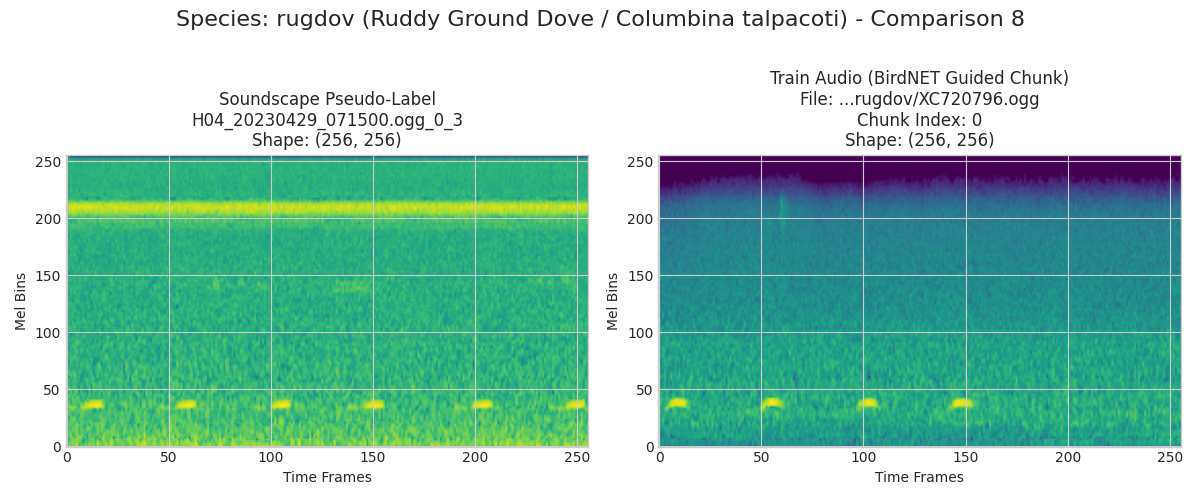 Species: rugdov (Ruddy Ground Dove / Columbina talpacoti) - Comparison 8
Soundscape Pseudo-Label
H04_20230429_071500.ogg_0_3
Shape: (256, 256)
250
200
150
100
50
0
Mel Bins
0 50 100 150 200 250
Time Frames
Train Audio (BirdNET Guided Chunk)
File: ...rugdov/XC720796.ogg
Chunk Index: 0
Shape: (256, 256)
250
200
150
100
50
0
Mel Bins
0 50 100 150 200 250
Time Frames